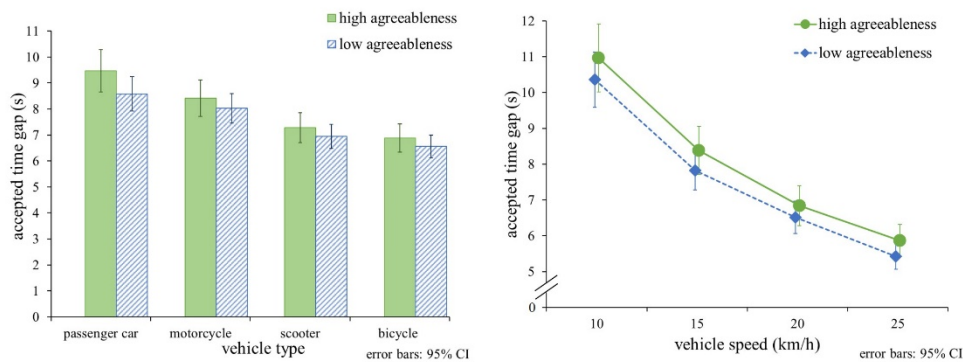 high agreeableness
low agreeableness
accepted time gap (s)
11
10
9
8
7
6
5
4
3
2
1
0
passenger car
motorcycle
scooter
bicycle
vehicle type
error bars: 95% CI
high agreeableness
low agreeableness
accepted time gap (s)
12
11
10
9
8
7
6
5
0
10
15
20
25
vehicle speed (km/h)
error bars: 95% CI